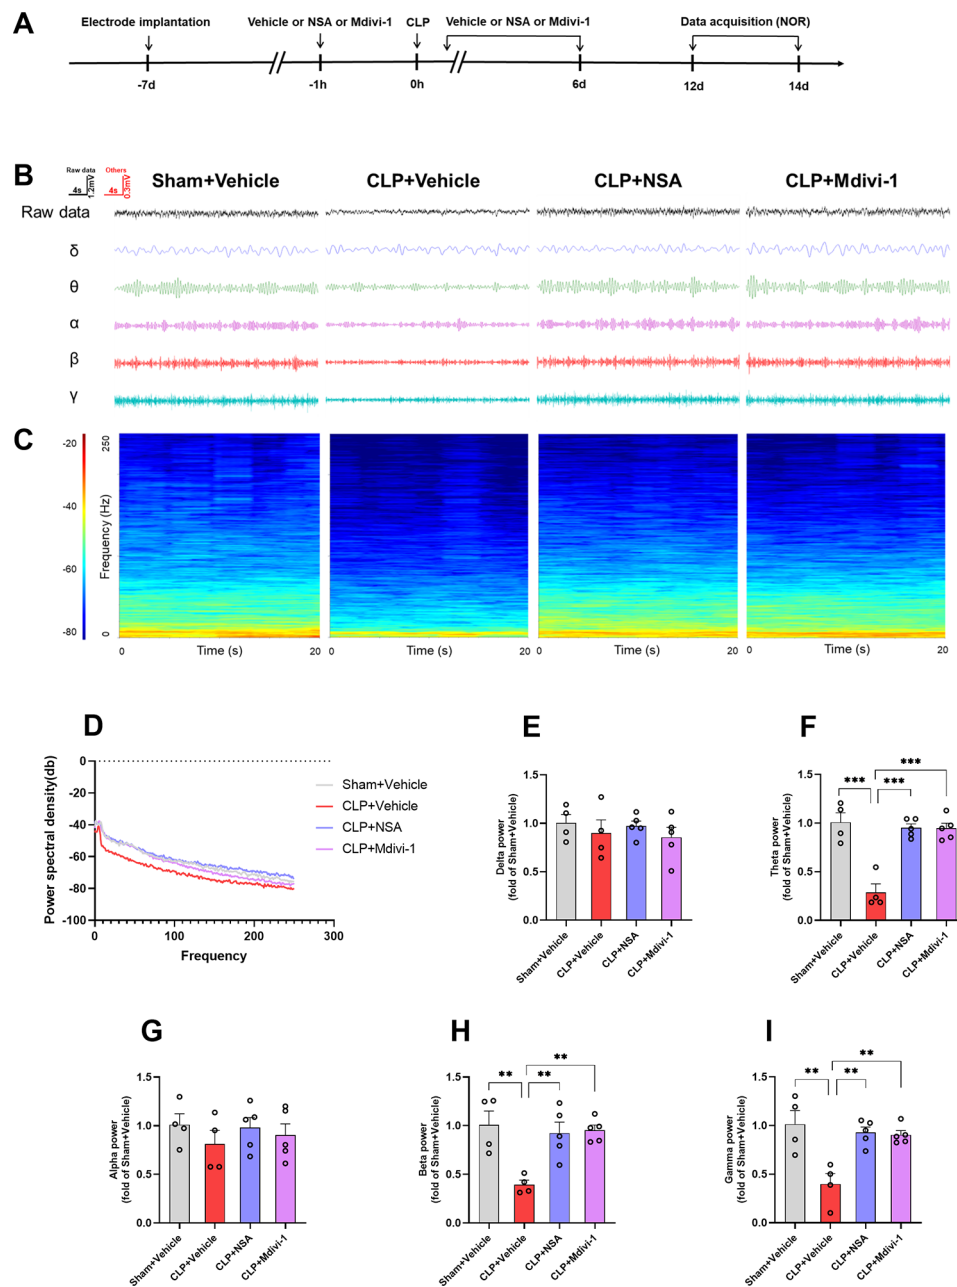 A
Electrode implantation
Vehicle or NSA or Mdivi-1
CLP
Vehicle or NSA or Mdivi-1
Data acquisition (NOR)
-7d
-1h
0h
6d
12d
14d
B
Raw data
4s
1.2mV
Others
4s
0.3mV
Sham+Vehicle
CLP+Vehicle
CLP+NSA
CLP+Mdivi-1
Raw data
δ
θ
α
β
γ
C
-20
-40
-60
-80
250
Frequency (Hz)
0
0
Time (s)
20
0
Time (s)
20
0
Time (s)
20
0
Time (s)
20
D
Power spectral density(db)
0
-20
-40
-60
-80
-100
0
100
200
300
Frequency
Sham+Vehicle
CLP+Vehicle
CLP+NSA
CLP+Mdivi-1
E
Delta power
(fold of Sham+Vehicle)
1.5
1.0
0.5
0.0
Sham+Vehicle
CLP+Vehicle
CLP+NSA
CLP+Mdivi-1
F
Theta power
(fold of Sham+Vehicle)
1.5
1.0
0.5
0.0
***
***
***
Sham+Vehicle
CLP+Vehicle
CLP+NSA
CLP+Mdivi-1
G
Alpha power
(fold of Sham+Vehicle)
1.5
1.0
0.5
0.0
Sham+Vehicle
CLP+Vehicle
CLP+NSA
CLP+Mdivi-1
H
Beta power
(fold of Sham+Vehicle)
1.5
1.0
0.5
0.0
**
**
**
Sham+Vehicle
CLP+Vehicle
CLP+NSA
CLP+Mdivi-1
I
Gamma power
(fold of Sham+Vehicle)
1.5
1.0
0.5
0.0
**
**
**
Sham+Vehicle
CLP+Vehicle
CLP+NSA
CLP+Mdivi-1